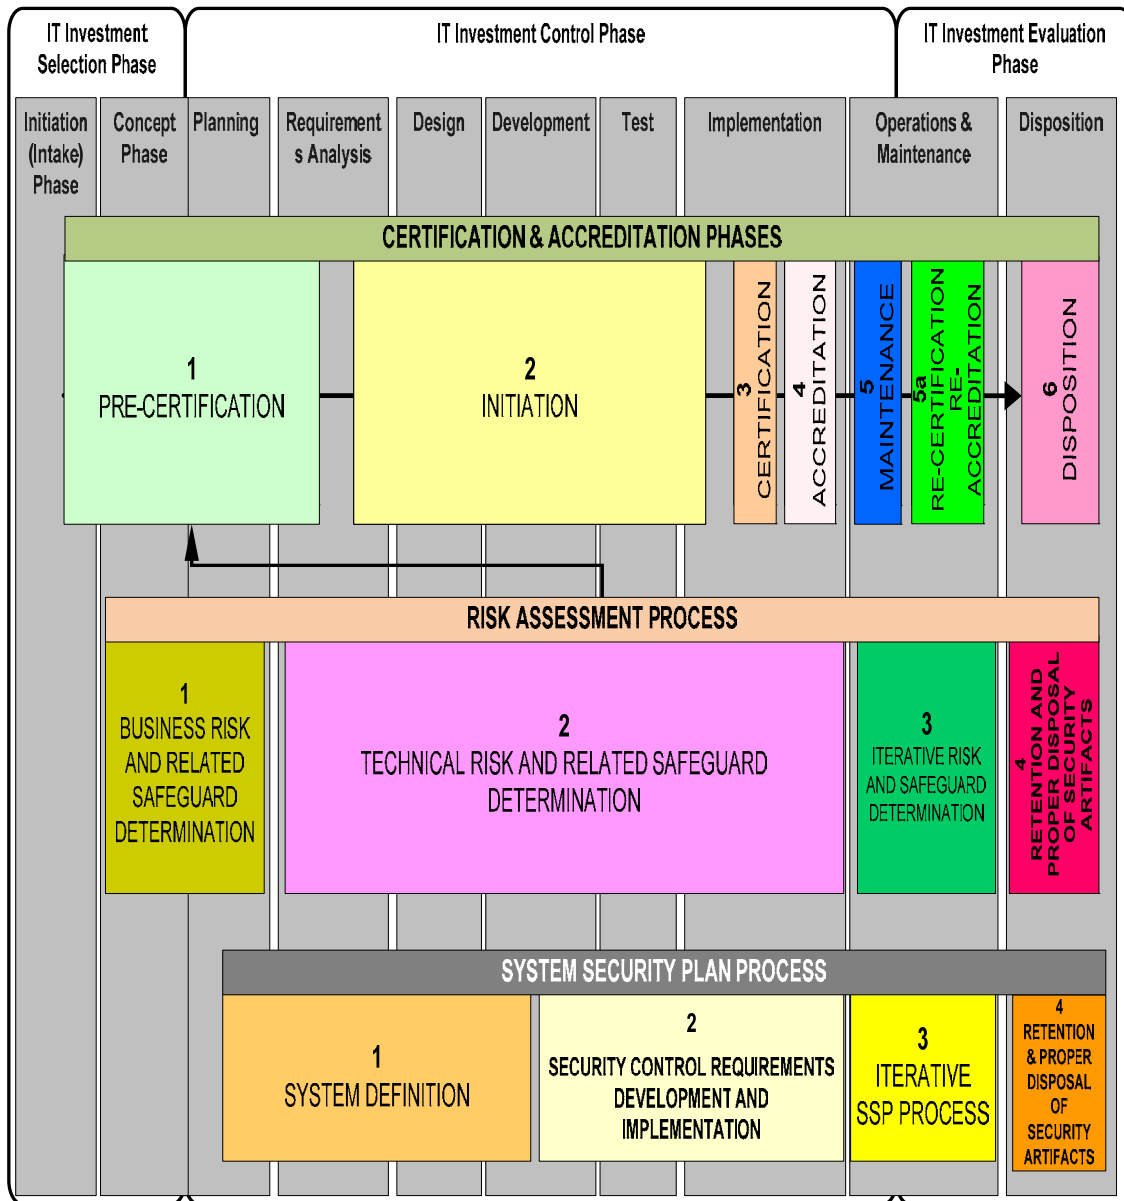 IT Investment
Selection Phase
IT Investment Control Phase
IT Investment Evaluation
Phase
Initiation
(Intake)
Phase
Concept
Phase
Planning
Requirement
s Analysis
Design
Development
Test
Implementation
Operations &
Maintenance
Disposition
CERTIFICATION & ACCREDITATION PHASES
1
PRE-CERTIFICATION
2
INITIATION
3
CERTIFICATION
4
ACCREDITATION
5
MAINTENANCE
5a
RE-CERTIFICATION
RE-
ACCREDITATION
6
DISPOSITION
RISK ASSESSMENT PROCESS
1
BUSINESS RISK
AND RELATED
SAFEGUARD
DETERMINATION
2
TECHNICAL RISK AND RELATED SAFEGUARD
DETERMINATION
3
ITERATIVE RISK
AND SAFEGUARD
DETERMINATION
4
RETENTION AND
PROPER DISPOSAL
OF SECURITY
ARTIFACTS
SYSTEM SECURITY PLAN PROCESS
1
SYSTEM DEFINITION
2
SECURITY CONTROL REQUIREMENTS
DEVELOPMENT AND
IMPLEMENTATION
3
ITERATIVE
SSP PROCESS
4
RETENTION
& PROPER
DISPOSAL
OF
SECURITY
ARTIFACTS